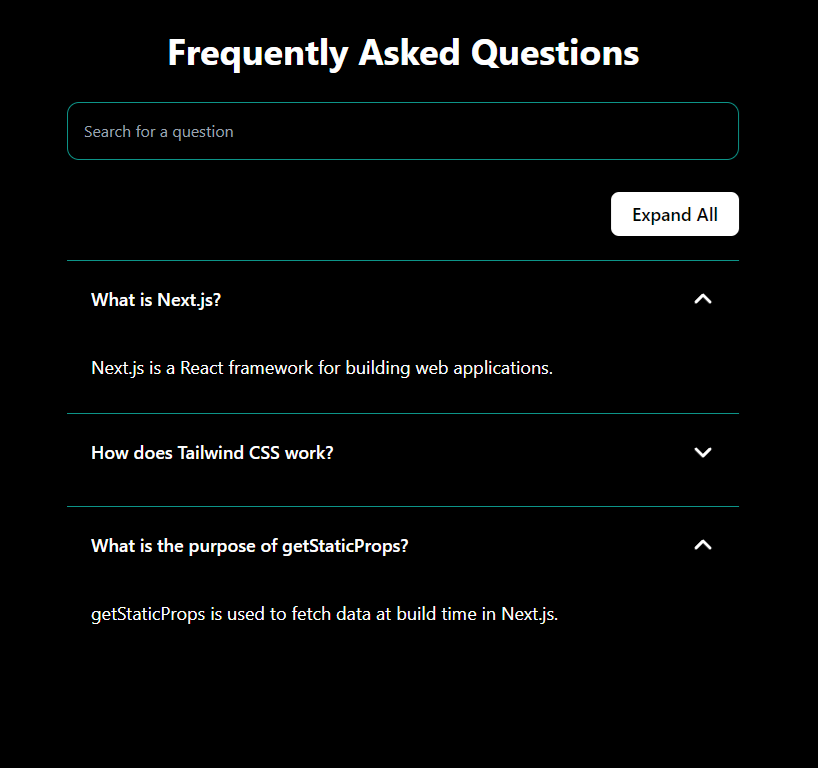 Frequently Asked Questions
Search for a question
Expand All
What is Next.js?
Next.js is a React framework for building web applications.
How does Tailwind CSS work?
What is the purpose of getStaticProps?
getStaticProps is used to fetch data at build time in Next.js.